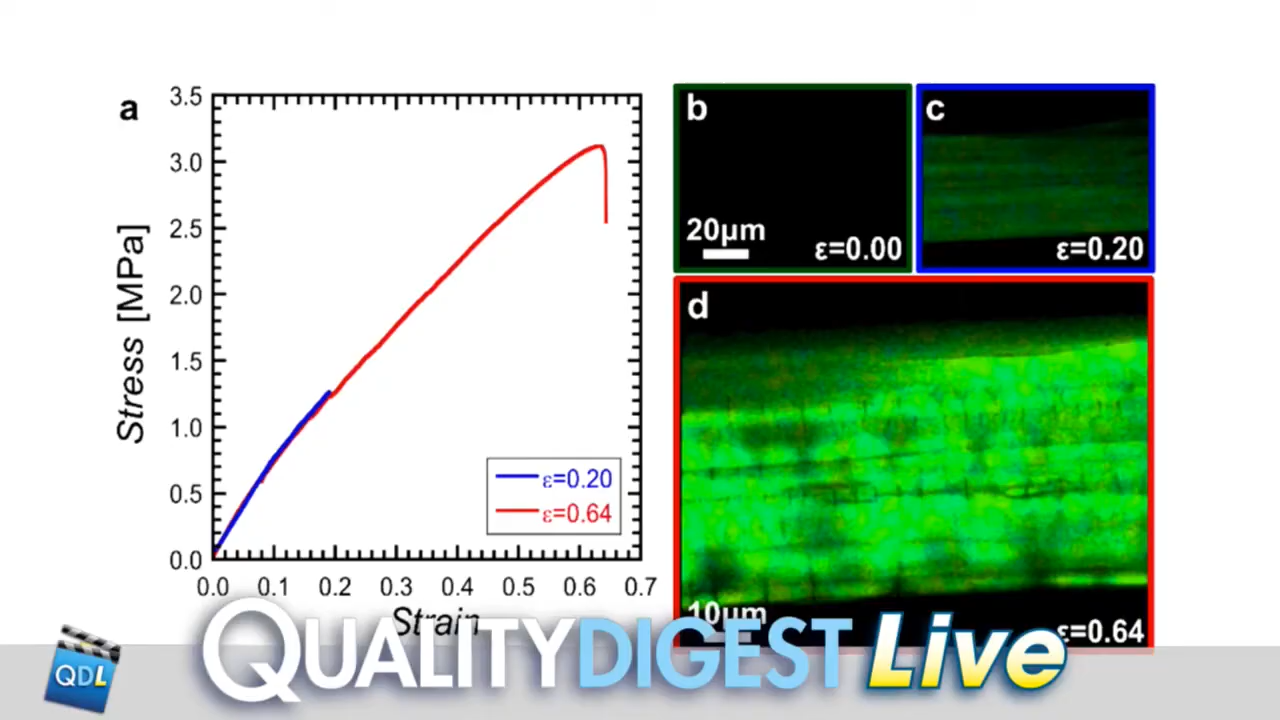 a
3.5
3.0
2.5
2.0
1.5
1.0
0.5
0.0
Stress [MPa]
0.0 0.1 0.2 0.3 0.4 0.5 0.6 0.7
Strain
ε=0.20
ε=0.64
b
20μm
ε=0.00
c
ε=0.20
d
10μm
ε=0.64
QDL
QUALITYDIGEST Live